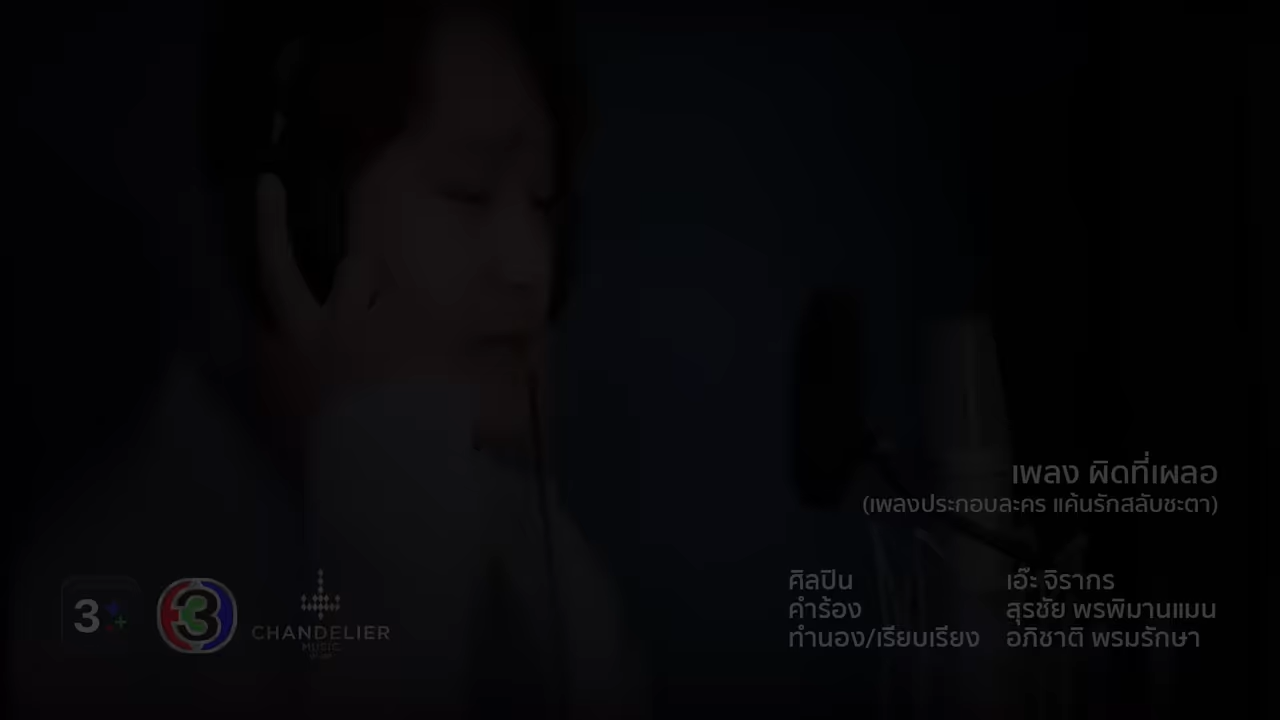 เพลง ผิดที่เผลอ
(เพลงประกอบละคร แค้นรักสลับชะตา)
ศิลปิน เอ๊ะ จิรากร
คำร้อง สุรชัย พรพิมานแมน
ทำนอง/เรียบเรียง อภิชาติ พรมรักษา
3+
3
CHANDELIER
MUSIC